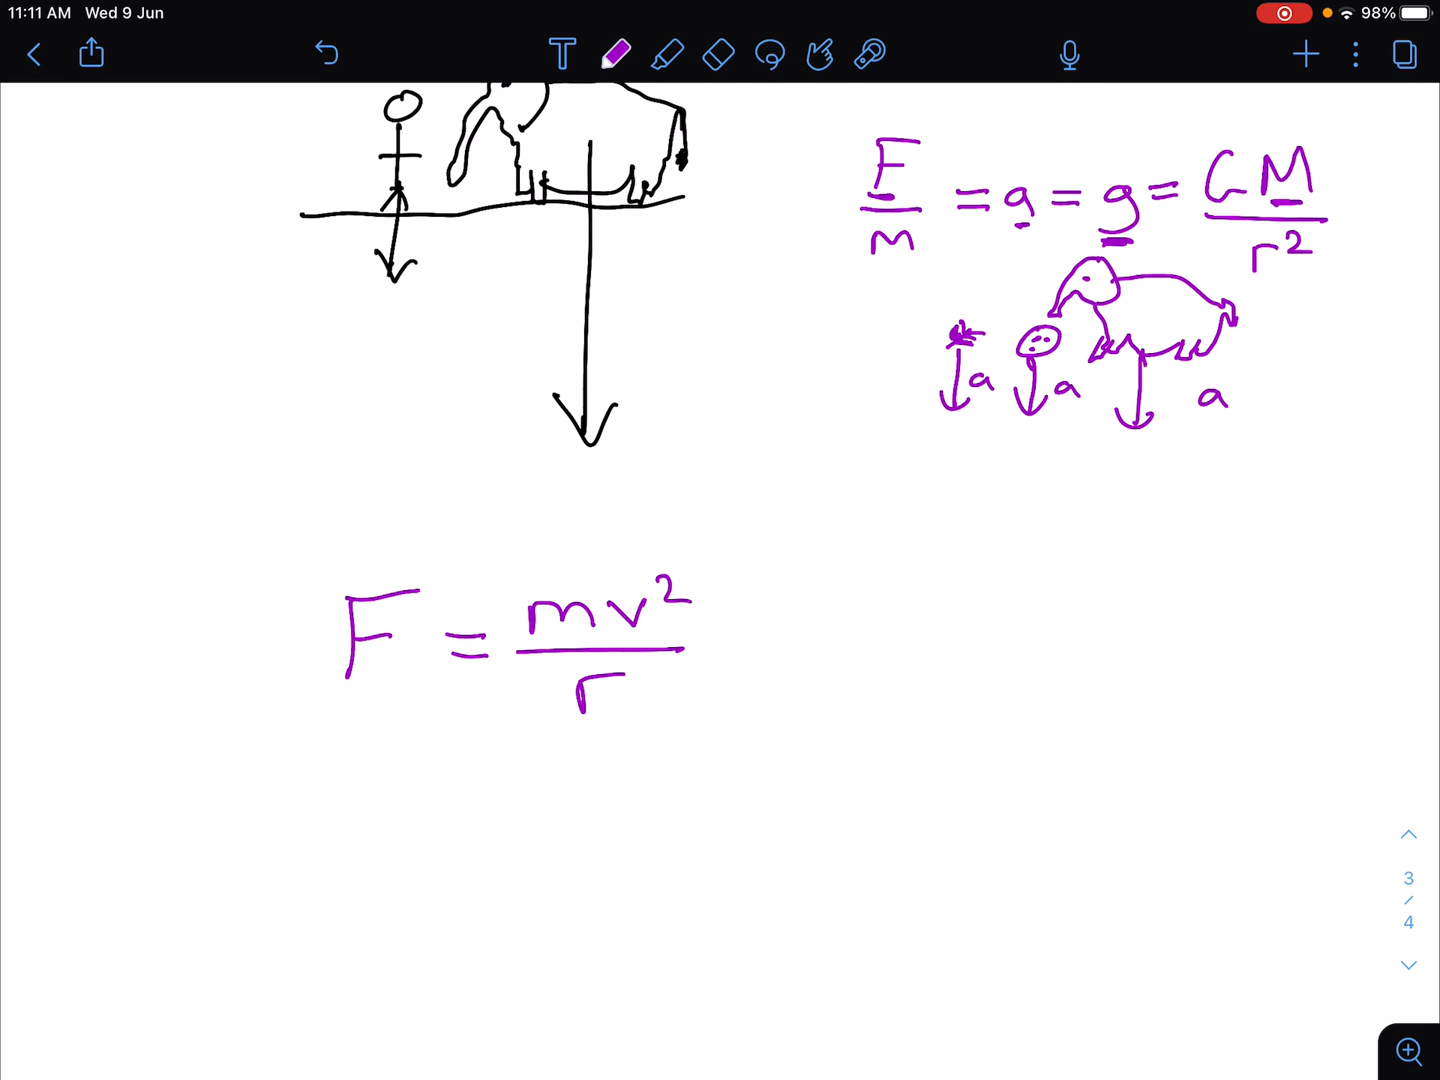 11:11 AM Wed 9 Jun 98%
T
F/m = a = g = GM/r²
a a a
F = mv²/r
3
/
4